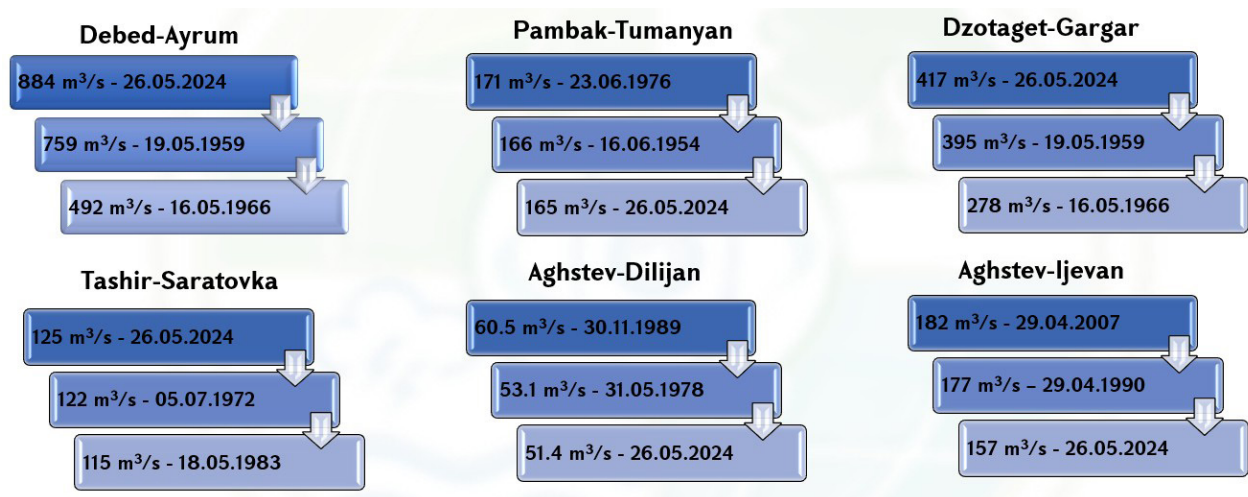 Debed-Ayrum
884 m³/s - 26.05.2024
759 m³/s - 19.05.1959
492 m³/s - 16.05.1966
Pambak-Tumanyan
171 m³/s - 23.06.1976
166 m³/s - 16.06.1954
165 m³/s - 26.05.2024
Dzotaget-Gargar
417 m³/s - 26.05.2024
395 m³/s - 19.05.1959
278 m³/s - 16.05.1966
Tashir-Saratovka
125 m³/s - 26.05.2024
122 m³/s - 05.07.1972
115 m³/s - 18.05.1983
Aghstev-Dilijan
60.5 m³/s - 30.11.1989
53.1 m³/s - 31.05.1978
51.4 m³/s - 26.05.2024
Aghstev-Ijevan
182 m³/s - 29.04.2007
177 m³/s – 29.04.1990
157 m³/s - 26.05.2024